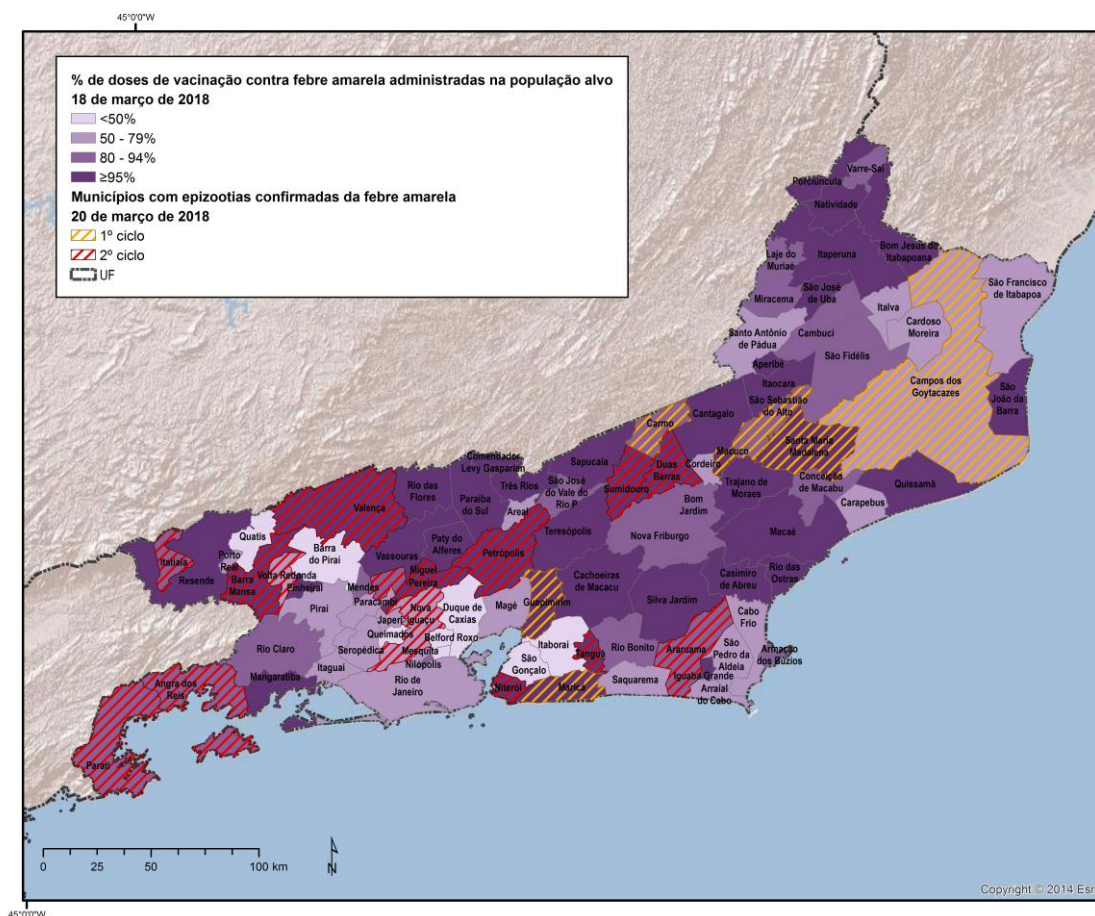 45°0'0"W
% de doses de vacinação contra febre amarela administradas na população alvo
18 de março de 2018
<50%
50 - 79%
80 - 94%
≥95%
Municípios com epizootias confirmadas da febre amarela
20 de março de 2018
1º ciclo
2º ciclo
UF
Varre-Sai
Porciúncula
Natividade
Bom Jesus do
Itabapoana
Laje do
Muriaé
Itaperuna
São Francisco
de Itabapoa
São José
de Ubá
Miracema
Italva
Cardoso
Moreira
Santo Antônio
de Pádua
Cambuci
São Fidélis
Aperibé
Itaocara
Campos dos
Goytacazes
São
João da
Barra
São Sebastião
do Alto
Cantagalo
Carmo
Santa Maria
Madalena
Macuco
Comendador
Levy Gasparian
Sapucaia
Duas
Barras
Cordeiro
Sumidouro
Trajano de
Moraes
Conceição
de Macabu
Quissamã
Carapebus
Rio das
Flores
Três Rios
São José
do Vale do
Rio P
Paraíba
do Sul
Areal
Bom
Jardim
Valença
Teresópolis
Nova Friburgo
Macaé
Quatis
Barra
do Piraí
Vassouras
Paty do
Alferes
Petrópolis
Itatiaia
Porto
Real
Resende
Barra
Mansa
Volta Redonda
Pinheiral
Mendes
Miguel
Pereira
Cachoeiras
de Macacu
Casimiro
de Abreu
Rio das
Ostras
Guapimirim
Silva Jardim
Paracambi
Piraí
Japeri
Nova
Iguaçu
Duque de
Caxias
Magé
Cabo
Frio
Queimados
Belford Roxo
Itaboraí
Rio Claro
Seropédica
Mesquita
Nilópolis
São
Gonçalo
Tanguá
Rio Bonito
Araruama
São
Pedro da
Aldeia
Armação
dos Búzios
Itaguaí
Mangaratiba
Rio de
Janeiro
Niterói
Maricá
Saquarema
Iguaba Grande
Arraial
do Cabo
Angra dos
Reis
Parati
0 25 50 100 km
N
Copyright © 2014 Esr
45°0'0"W